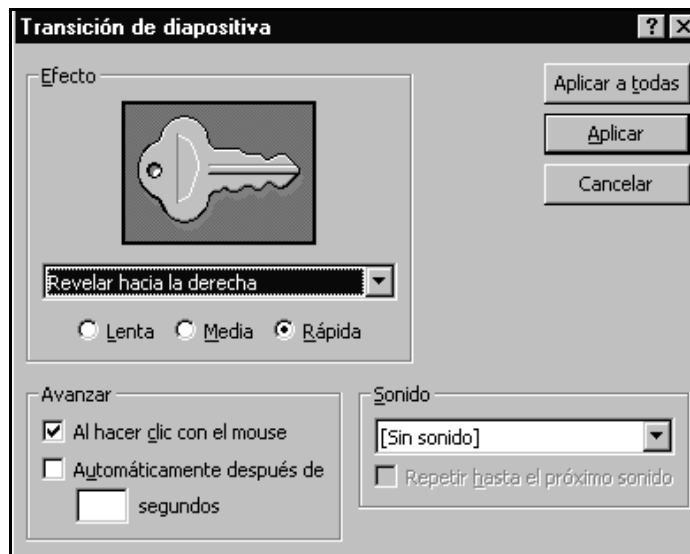 Transición de diapositiva
Efecto
Revelar hacia la derecha
Lenta Media Rápida
Aplicar a todas
Aplicar
Cancelar
Avanzar
Al hacer clic con el mouse
Automáticamente después de
segundos
Sonido
[Sin sonido]
Repetir hasta el próximo sonido